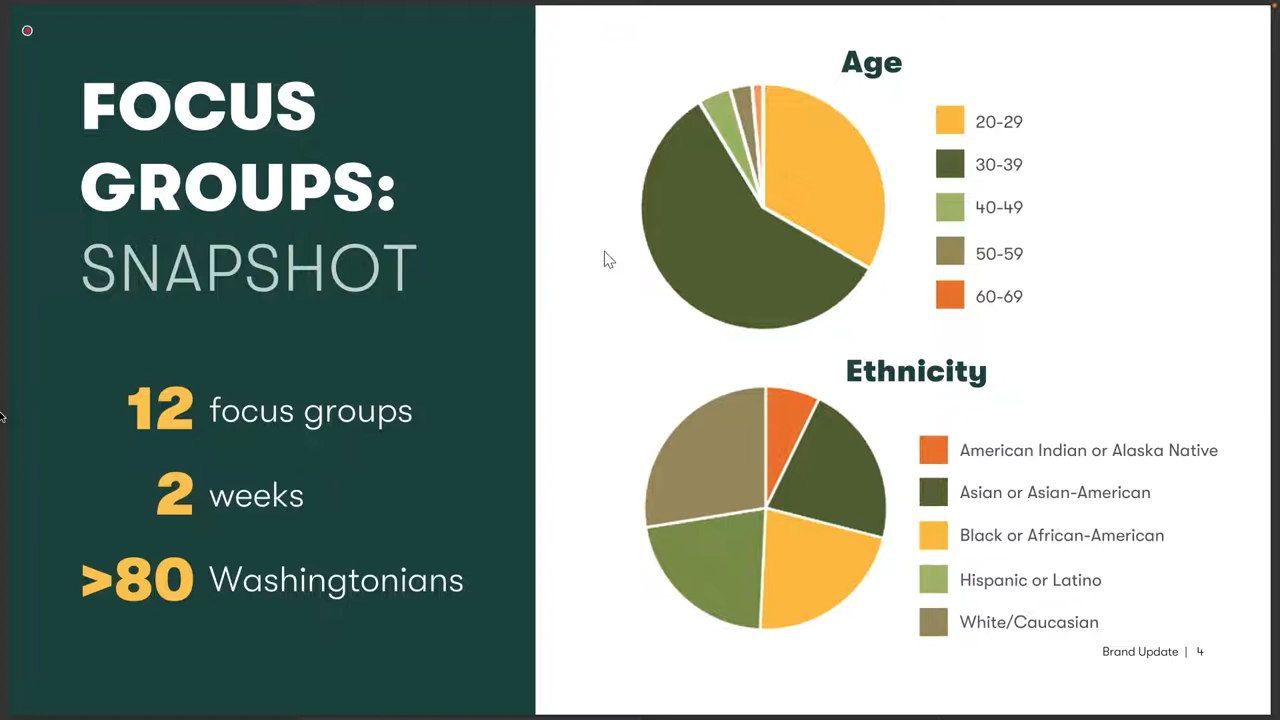 FOCUS
GROUPS:
SNAPSHOT
12 focus groups
2 weeks
>80 Washingtonians
Age
20-29
30-39
40-49
50-59
60-69
Ethnicity
American Indian or Alaska Native
Asian or Asian-American
Black or African-American
Hispanic or Latino
White/Caucasian
Brand Update | 4